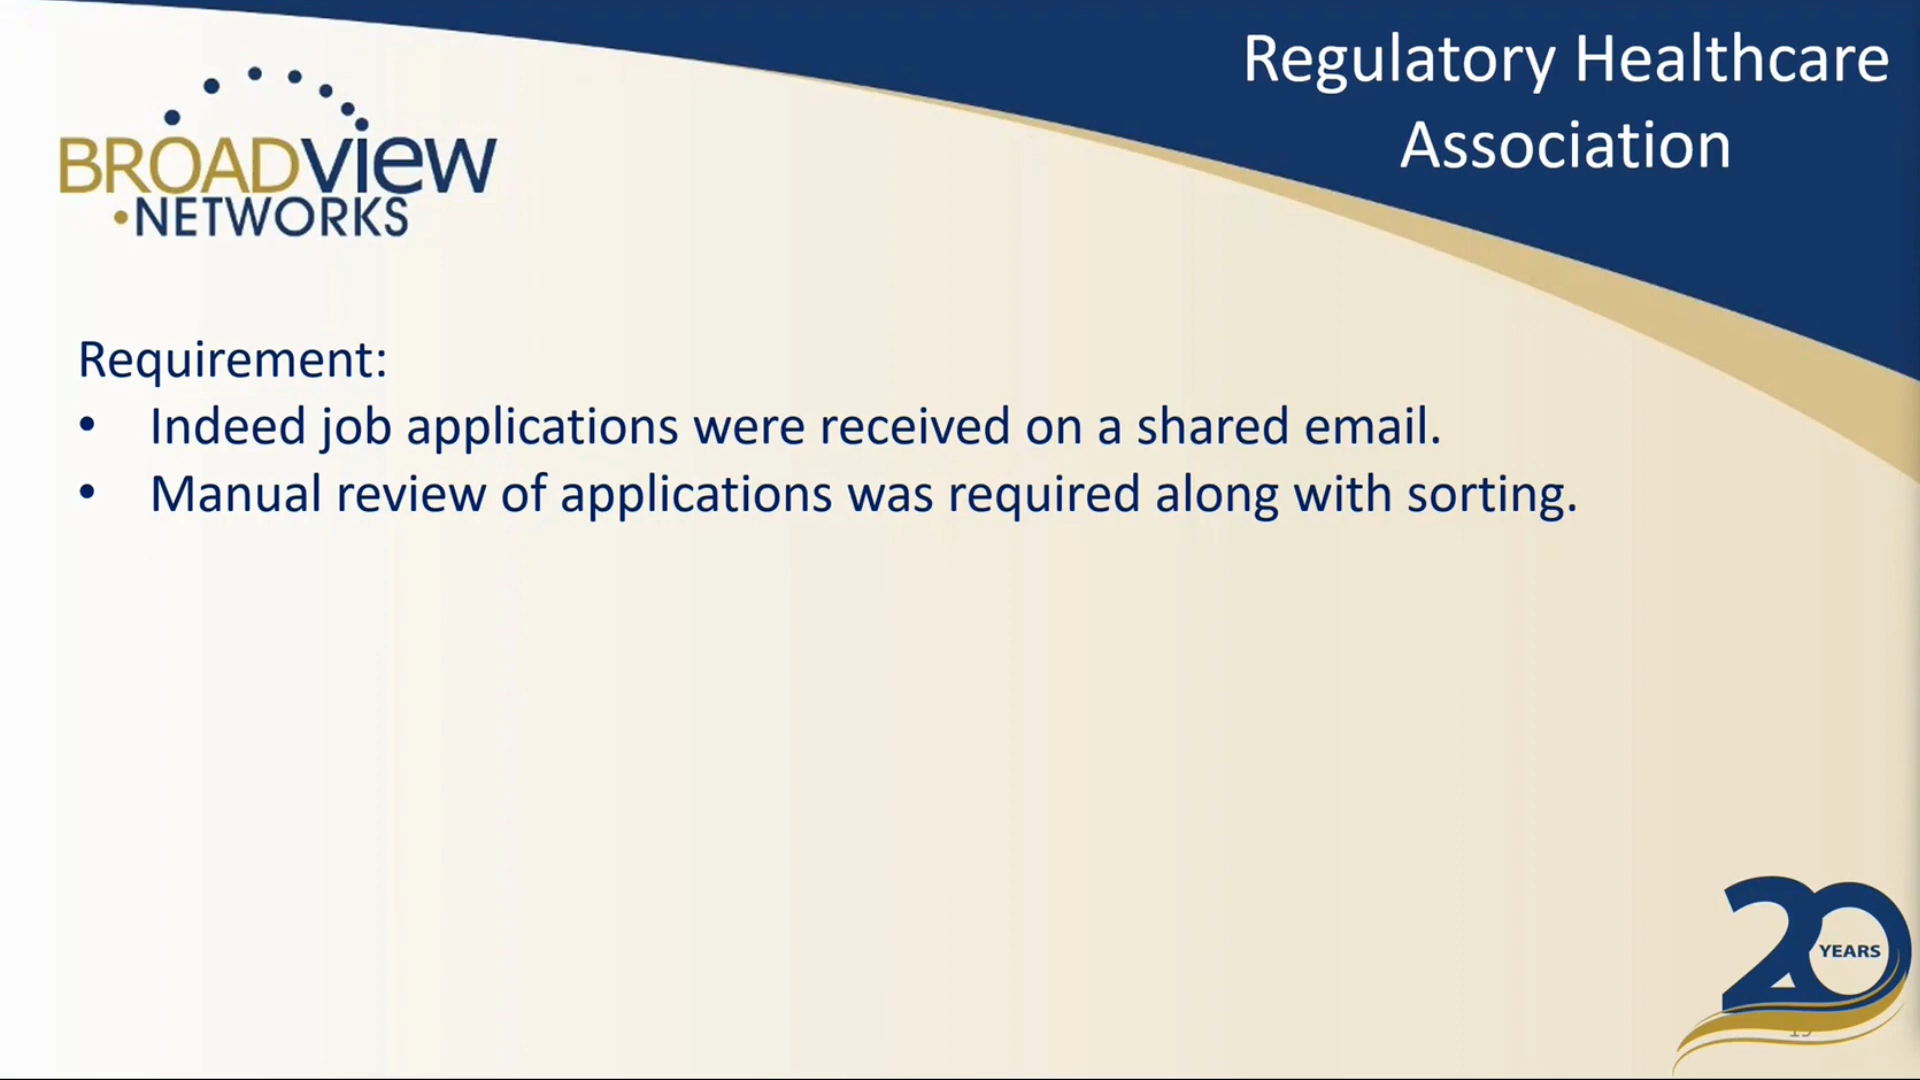 Regulatory Healthcare
Association
BROADVIEW
•NETWORKS
Requirement:
• Indeed job applications were received on a shared email.
• Manual review of applications was required along with sorting.
20 YEARS